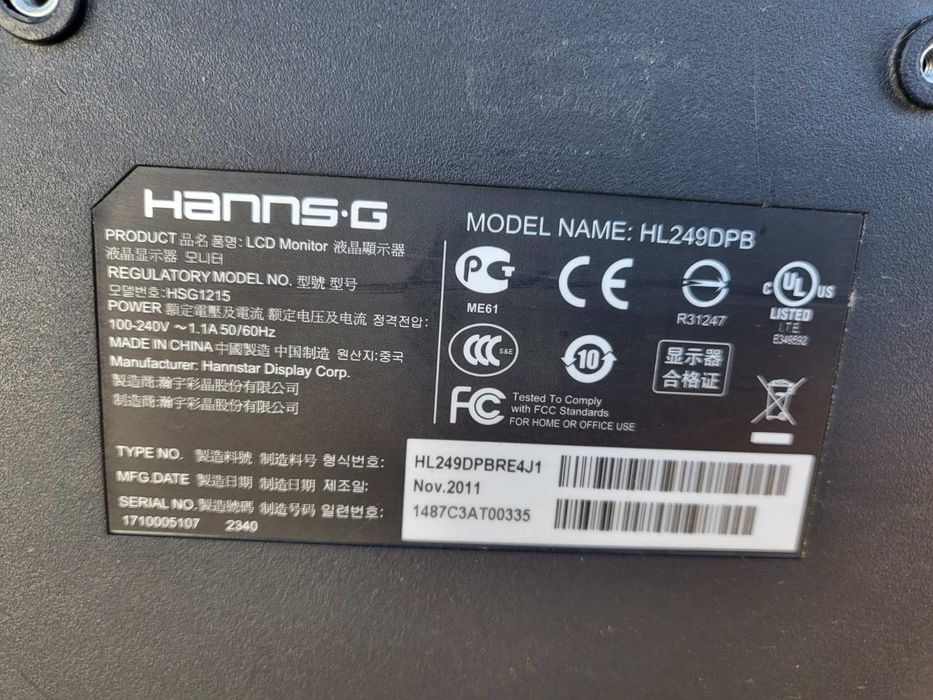 Hanns·G
PRODUCT 品名 품명: LCD Monitor 液晶顯示器
液晶显示器 모니터
REGULATORY MODEL NO. 型號 型号
모델번호:HSG1215
POWER 額定電壓及電流 额定电压及电流 정격전압:
100-240V ～1.1A 50/60Hz
MADE IN CHINA 中國製造 中国制造 원산지:중국
Manufacturer: Hannstar Display Corp.
製造商:瀚宇彩晶股份有限公司
制造商:瀚宇彩晶股份有限公司
MODEL NAME: HL249DPB
PG
ME61
CE
R31247
C UL US
LISTED
I.T.E.
E349692
CCC S&E
10
显示器
合格证
FC Tested To Comply
with FCC Standards
FOR HOME OR OFFICE USE
TYPE NO. 製造料號 制造料号 형식번호: HL249DPBRE4J1
MFG.DATE 製造日期 制造日期 제조일: Nov.2011
SERIAL NO.製造號碼 制造号码 일련번호: 1487C3AT00335
1710005107 2340